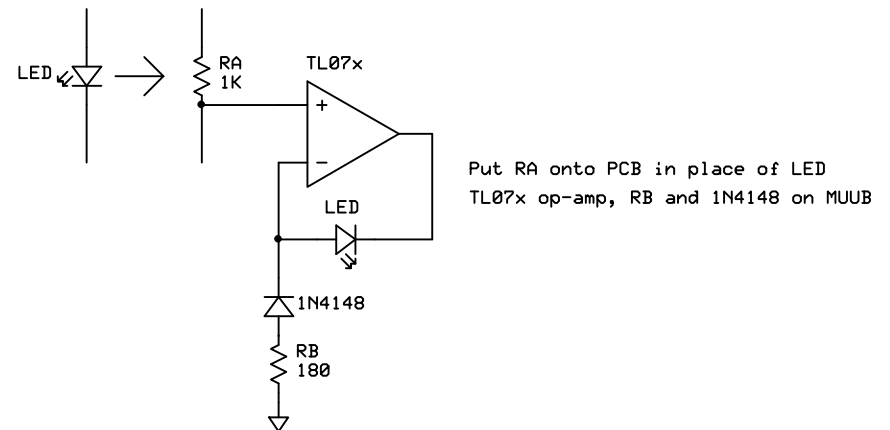 LED
RA
1K
TL07x
+
−
Put RA onto PCB in place of LED
TL07x op-amp, RB and 1N4148 on MUUB
LED
1N4148
RB
180